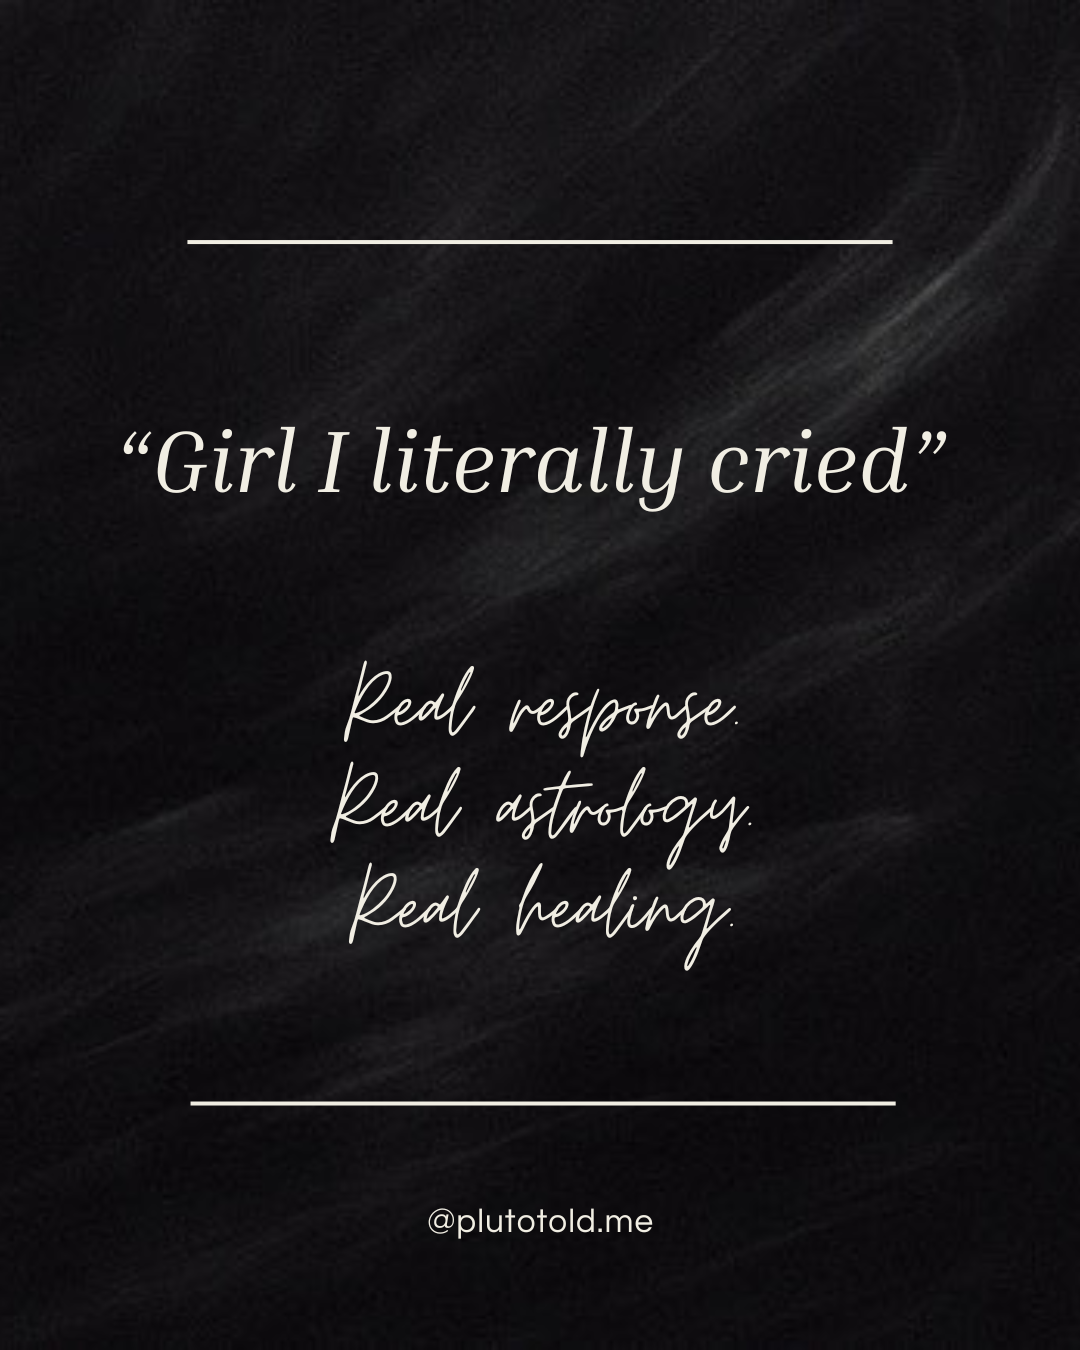 “Girl I literally cried”
Real response.
Real astrology.
Real healing.
@plutotold.me